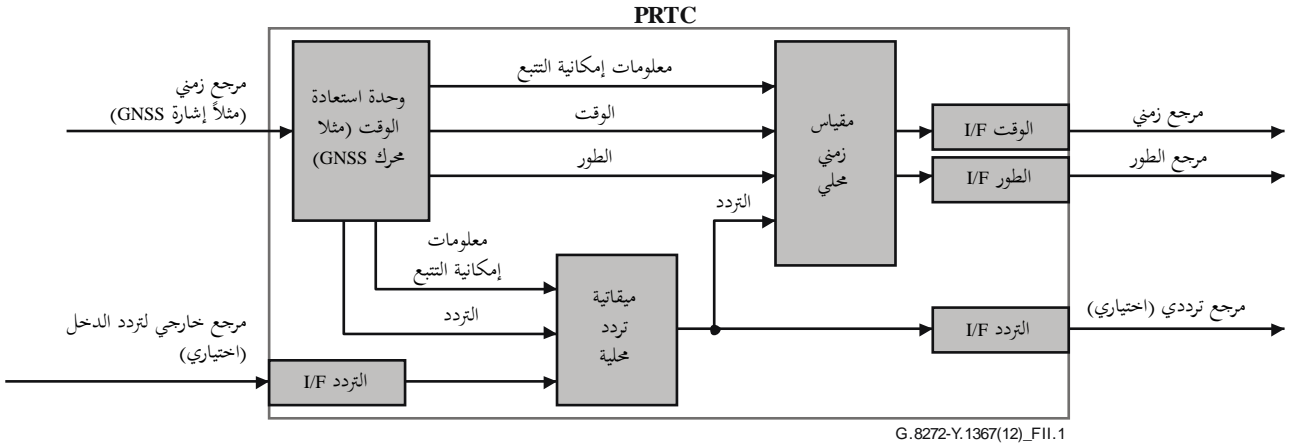 PRTC
مرجع زمني
(مثلاً إشارة GNSS)
وحدة استعادة
الوقت (مثلا
محرك GNSS)
معلومات إمكانية التتبع
الوقت
الطور
مقياس
زمني
محلي
الوقت I/F
مرجع زمني
الطور I/F
مرجع الطور
التردد
معلومات
إمكانية التتبع
التردد
ميقاتية
تردد
محلية
مرجع خارجي لتردد الدخل
(اختياري)
التردد I/F
التردد I/F
مرجع ترددي (اختياري)
G.8272-Y.1367(12)_FII.1